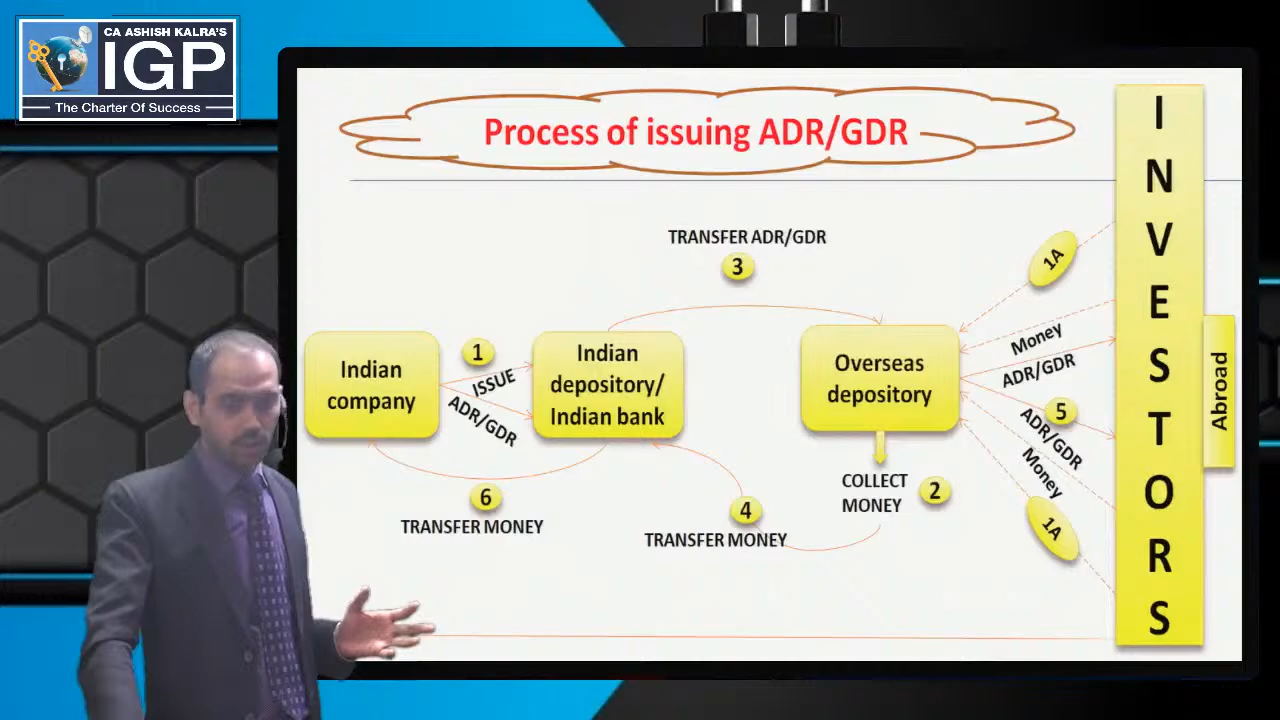 CA ASHISH KALRA'S
IGP
The Charter Of Success
Process of issuing ADR/GDR
TRANSFER ADR/GDR
3
Indian
company
1
ISSUE
ADR/GDR
Indian
depository/
Indian bank
Overseas
depository
1A
Money
ADR/GDR
5
ADR/GDR
Money
1A
COLLECT
MONEY
2
6
TRANSFER MONEY
4
TRANSFER MONEY
INVESTORS
Abroad